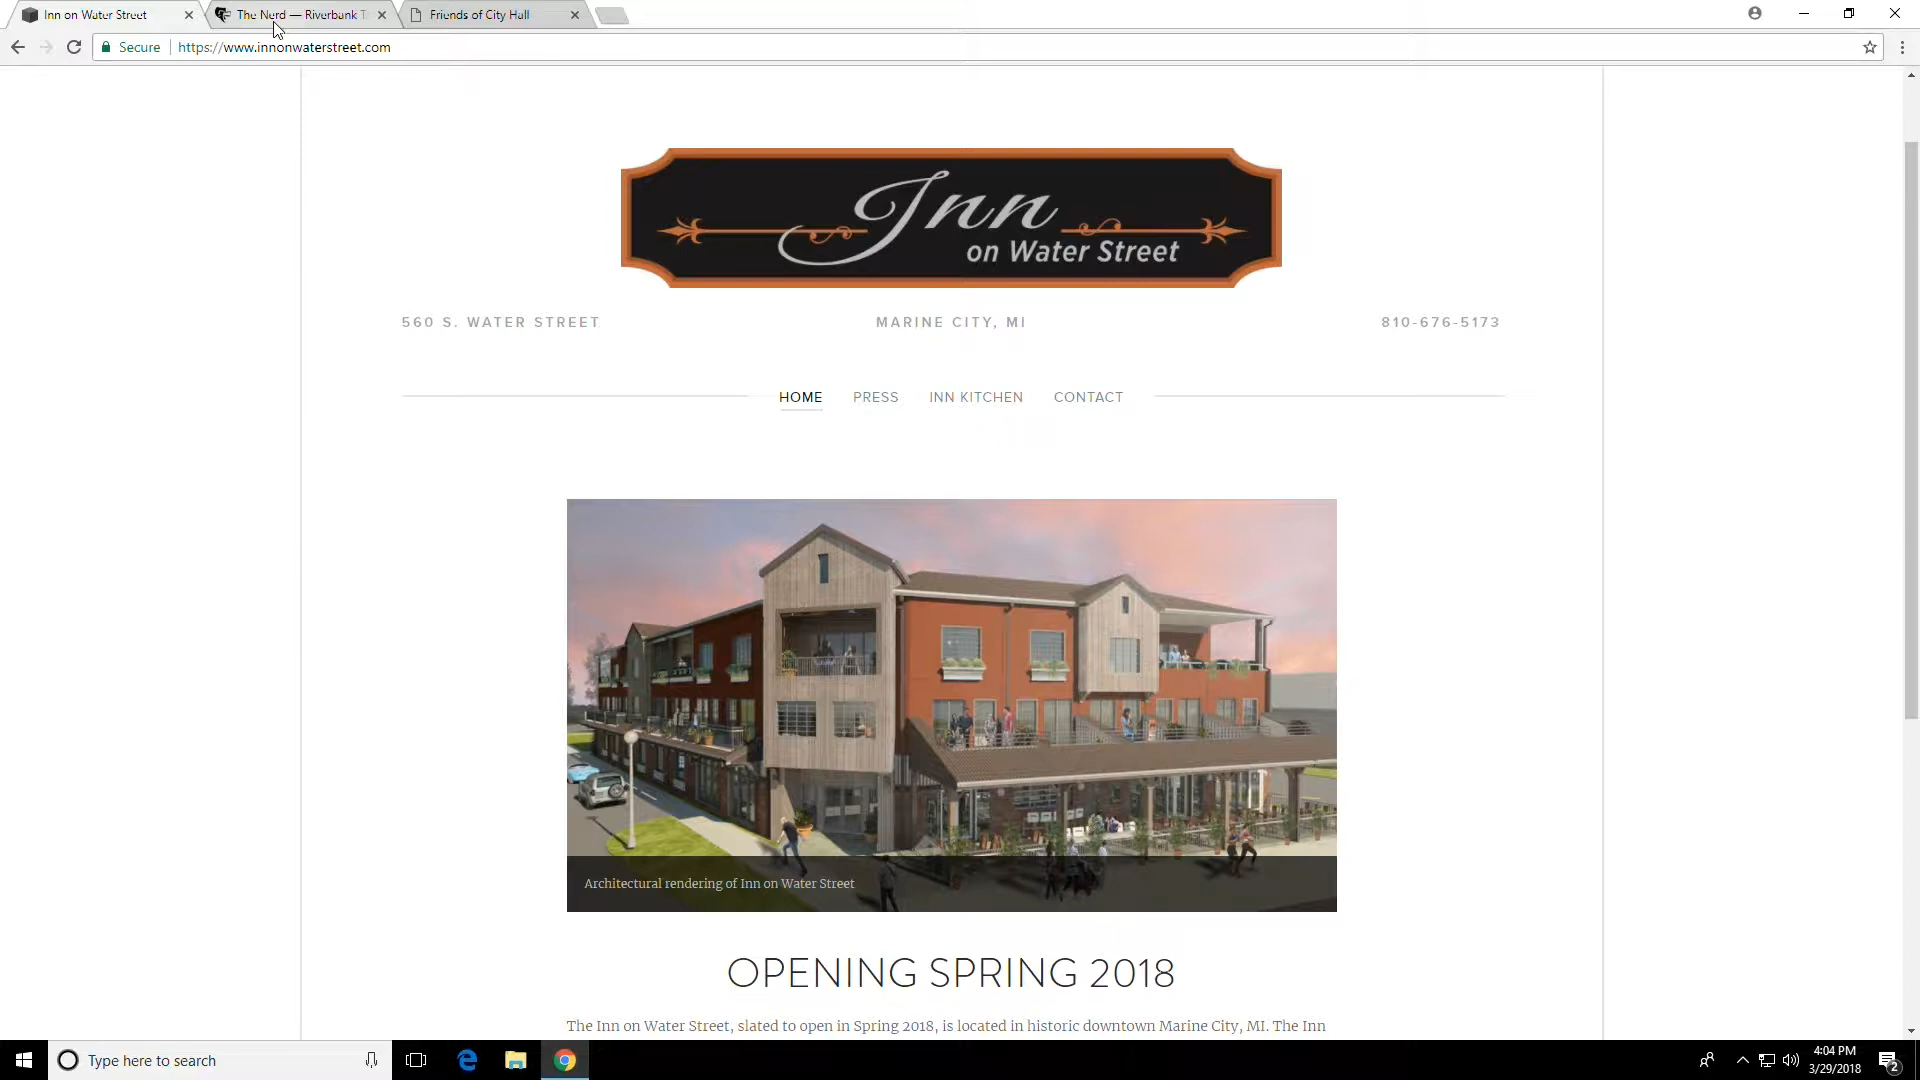 Inn on Water Street
The Nerd — Riverbank T
Friends of City Hall
Secure
https://www.innonwaterstreet.com
Inn
on Water Street
560 S. WATER STREET
MARINE CITY, MI
810-676-5173
HOME
PRESS
INN KITCHEN
CONTACT
Architectural rendering of Inn on Water Street
OPENING SPRING 2018
The Inn on Water Street, slated to open in Spring 2018, is located in historic downtown Marine City, MI. The Inn
Type here to search
4:04 PM
3/29/2018
2